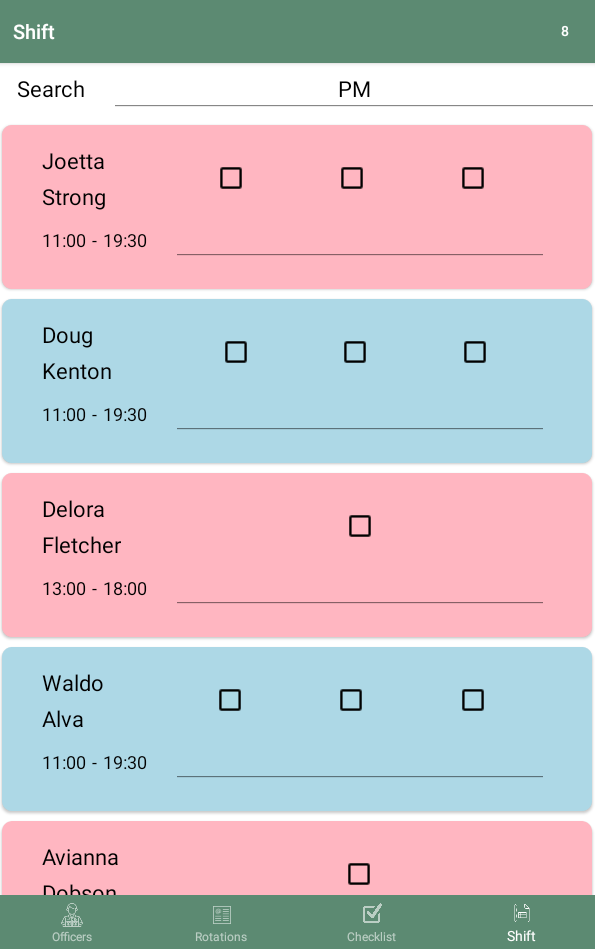 Shift 8
Search PM
Joetta
Strong
11:00 - 19:30
Doug
Kenton
11:00 - 19:30
Delora
Fletcher
13:00 - 18:00
Waldo
Alva
11:00 - 19:30
Avianna
Dobson
Officers Rotations Checklist Shift